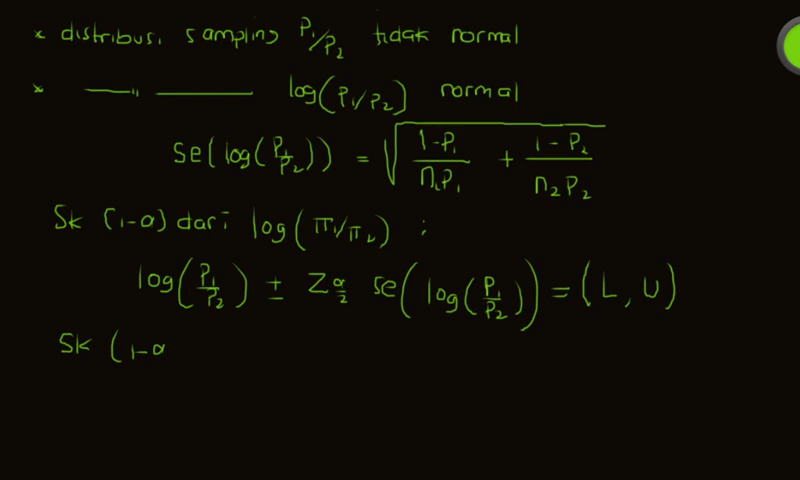 * distribusi sampling P₁/P₂ tidak normal
* —— " —— log(P₁/P₂) normal
se(log(P₁/P₂)) = √((1-P₁)/(n₁P₁) + (1-P₂)/(n₂P₂))
SK (1-α) dari log(π₁/π₂) :
log(P₁/P₂) ± Z α/2 se(log(P₁/P₂)) = (L, U)
SK (1-α